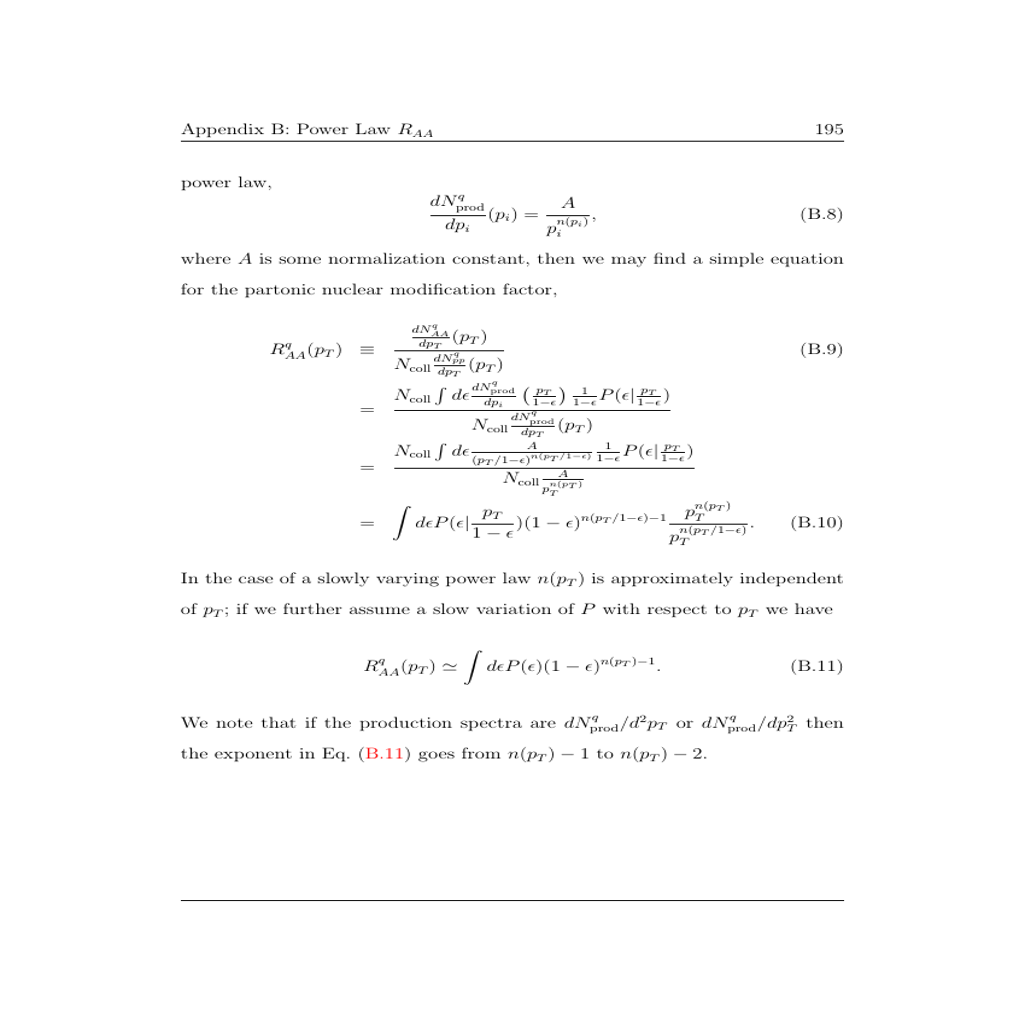 Appendix B: Power Law $R_{AA}$ 195
power law,
$\frac{dN^q_{\text{prod}}}{dp_i}(p_i) = \frac{A}{p_i^{n(p_i)}},$ (B.8)
where $A$ is some normalization constant, then we may find a simple equation
for the partonic nuclear modification factor,
$R^q_{AA}(p_T) \equiv \frac{\frac{dN^q_{AA}}{dp_T}(p_T)}{N_{\text{coll}}\frac{dN^q_{pp}}{dp_T}(p_T)}$ (B.9)
$= \frac{N_{\text{coll}} \int d\epsilon \frac{dN^q_{\text{prod}}}{dp_i} \left(\frac{p_T}{1-\epsilon}\right) \frac{1}{1-\epsilon} P(\epsilon|\frac{p_T}{1-\epsilon})}{N_{\text{coll}}\frac{dN^q_{\text{prod}}}{dp_T}(p_T)}$
$= \frac{N_{\text{coll}} \int d\epsilon \frac{A}{(p_T/1-\epsilon)^{n(p_T/1-\epsilon)}} \frac{1}{1-\epsilon} P(\epsilon|\frac{p_T}{1-\epsilon})}{N_{\text{coll}}\frac{A}{p_T^{n(p_T)}}}$
$= \int d\epsilon P(\epsilon|\frac{p_T}{1-\epsilon})(1-\epsilon)^{n(p_T/1-\epsilon)-1} \frac{p_T^{n(p_T)}}{p_T^{n(p_T/1-\epsilon)}}.$ (B.10)
In the case of a slowly varying power law $n(p_T)$ is approximately independent
of $p_T$; if we further assume a slow variation of $P$ with respect to $p_T$ we have
$R^q_{AA}(p_T) \simeq \int d\epsilon P(\epsilon)(1-\epsilon)^{n(p_T)-1}.$ (B.11)
We note that if the production spectra are $dN^q_{\text{prod}}/d^2p_T$ or $dN^q_{\text{prod}}/dp_T^2$ then
the exponent in Eq. (B.11) goes from $n(p_T) - 1$ to $n(p_T) - 2$.